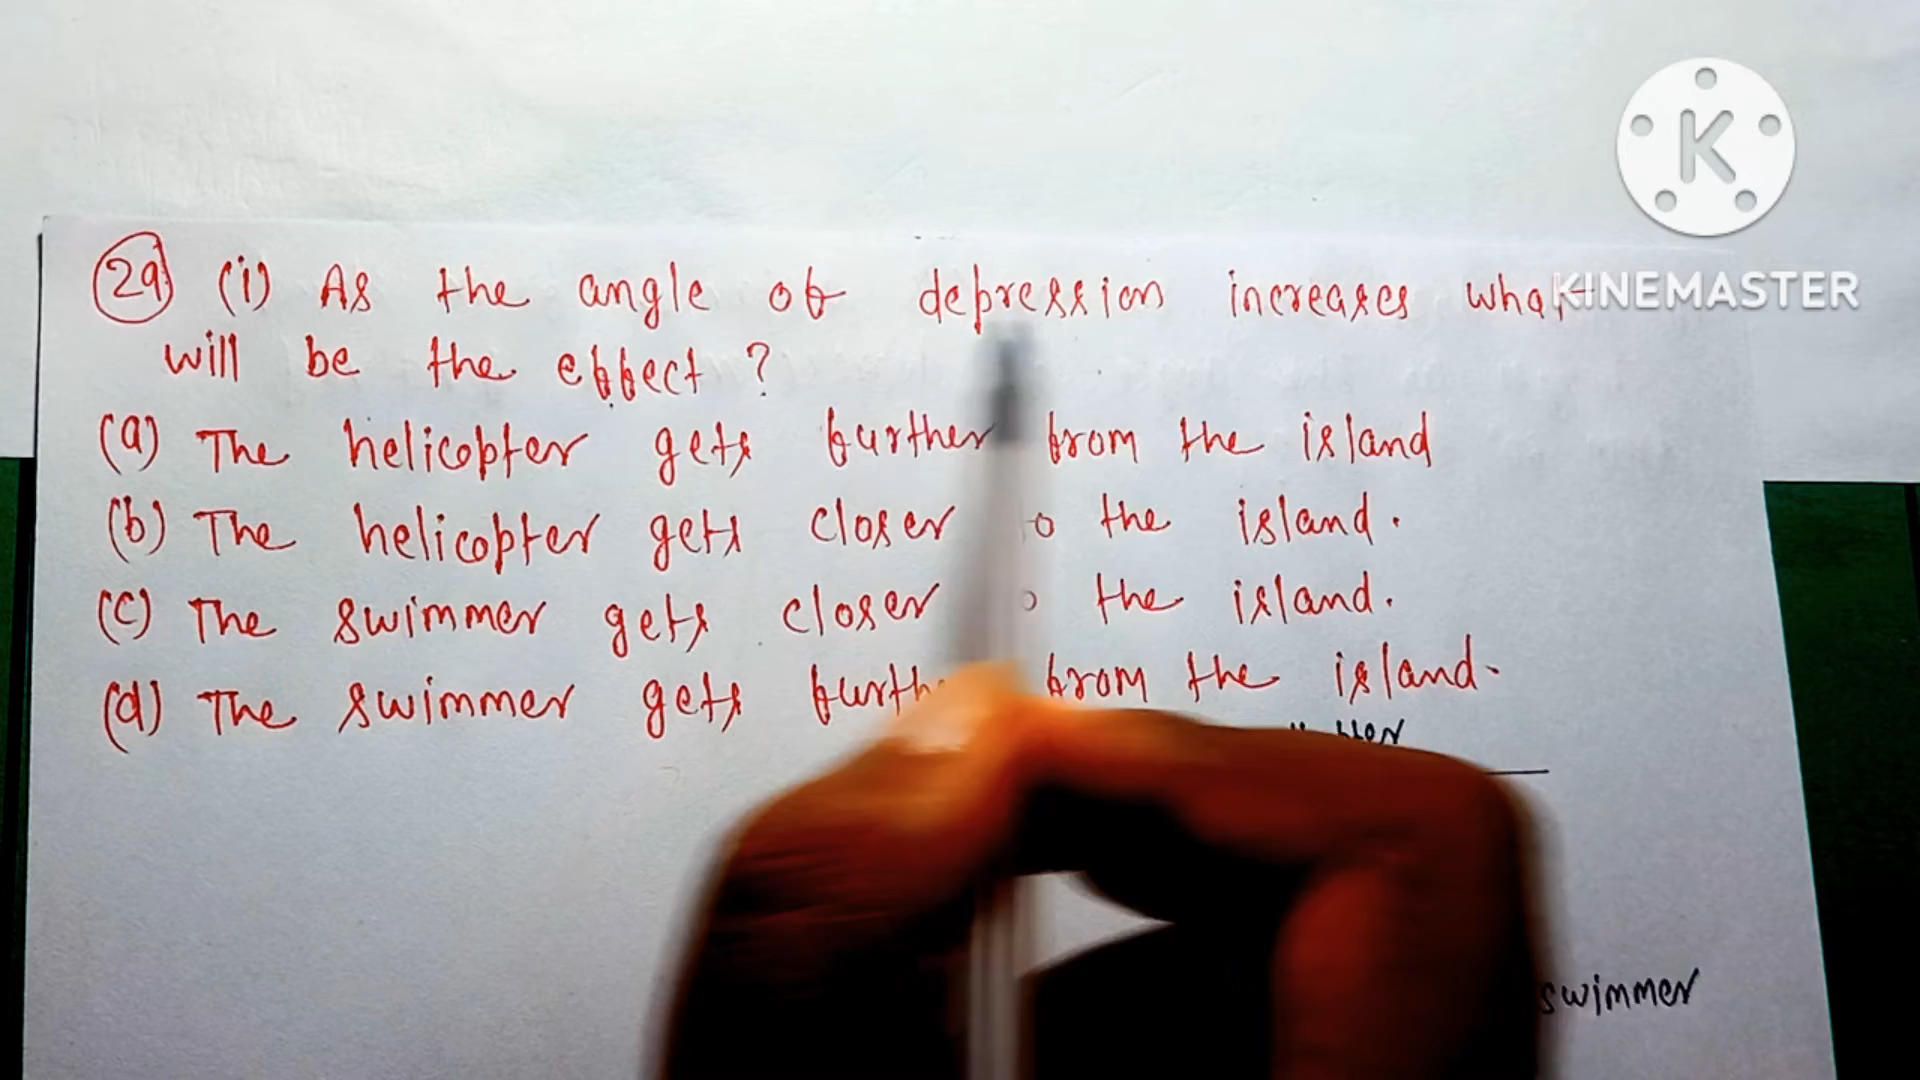 K
KINEMASTER
29 (i) As the angle of depression increases what
will be the effect ?
(a) The helicopter gets further from the island
(b) The helicopter gets closer o the island.
(c) The swimmer gets closer the island.
(d) The swimmer gets from the island.
swimmer